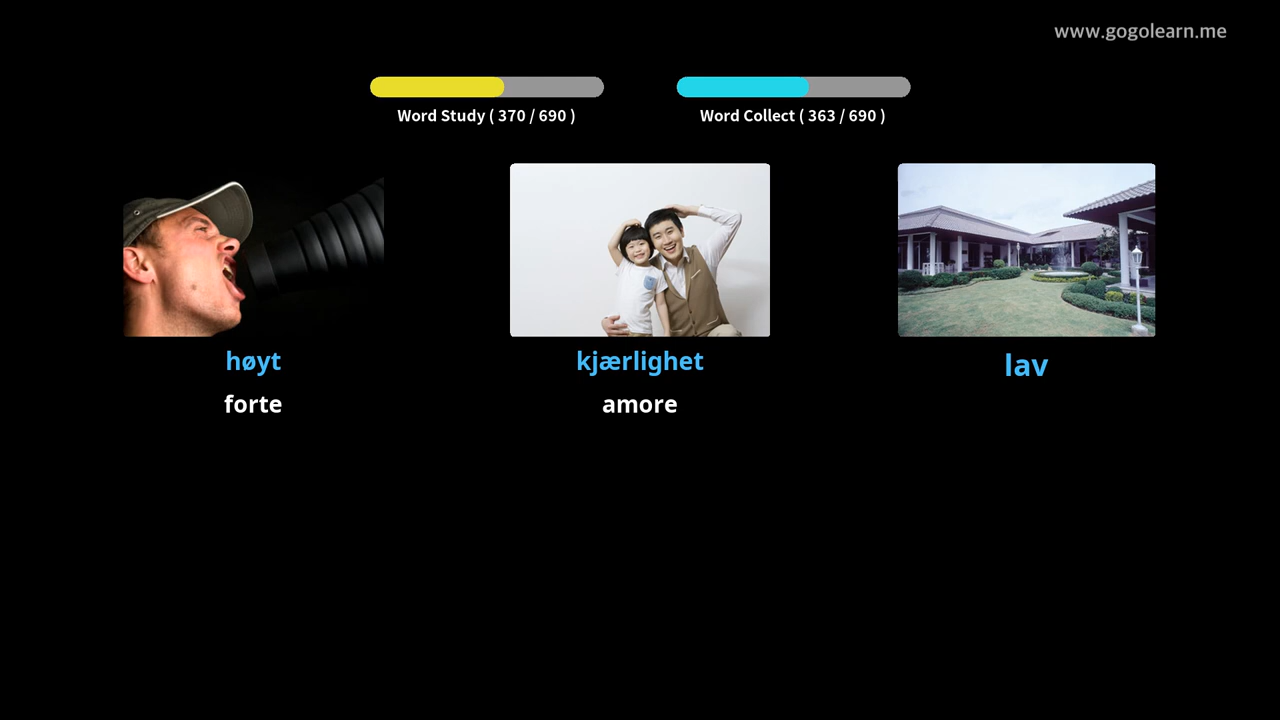 www.gogolearn.me
Word Study ( 370 / 690 )
Word Collect ( 363 / 690 )
høyt
kjærlighet
lav
forte
amore